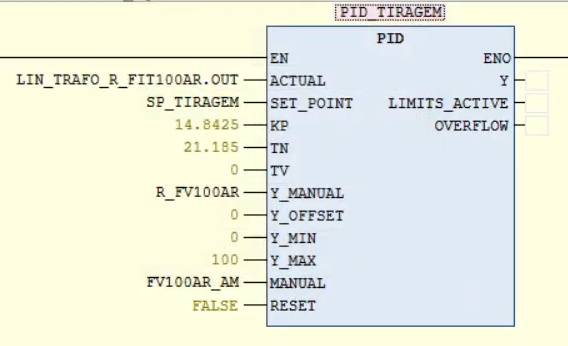 PID_TIRAGEM
PID
EN ENO
LIN_TRAFO_R_FIT100AR.OUT ACTUAL Y
SP_TIRAGEM SET_POINT LIMITS_ACTIVE
14.8425 KP OVERFLOW
21.185 TN
0 TV
R_FV100AR Y_MANUAL
0 Y_OFFSET
0 Y_MIN
100 Y_MAX
FV100AR_AM MANUAL
FALSE RESET